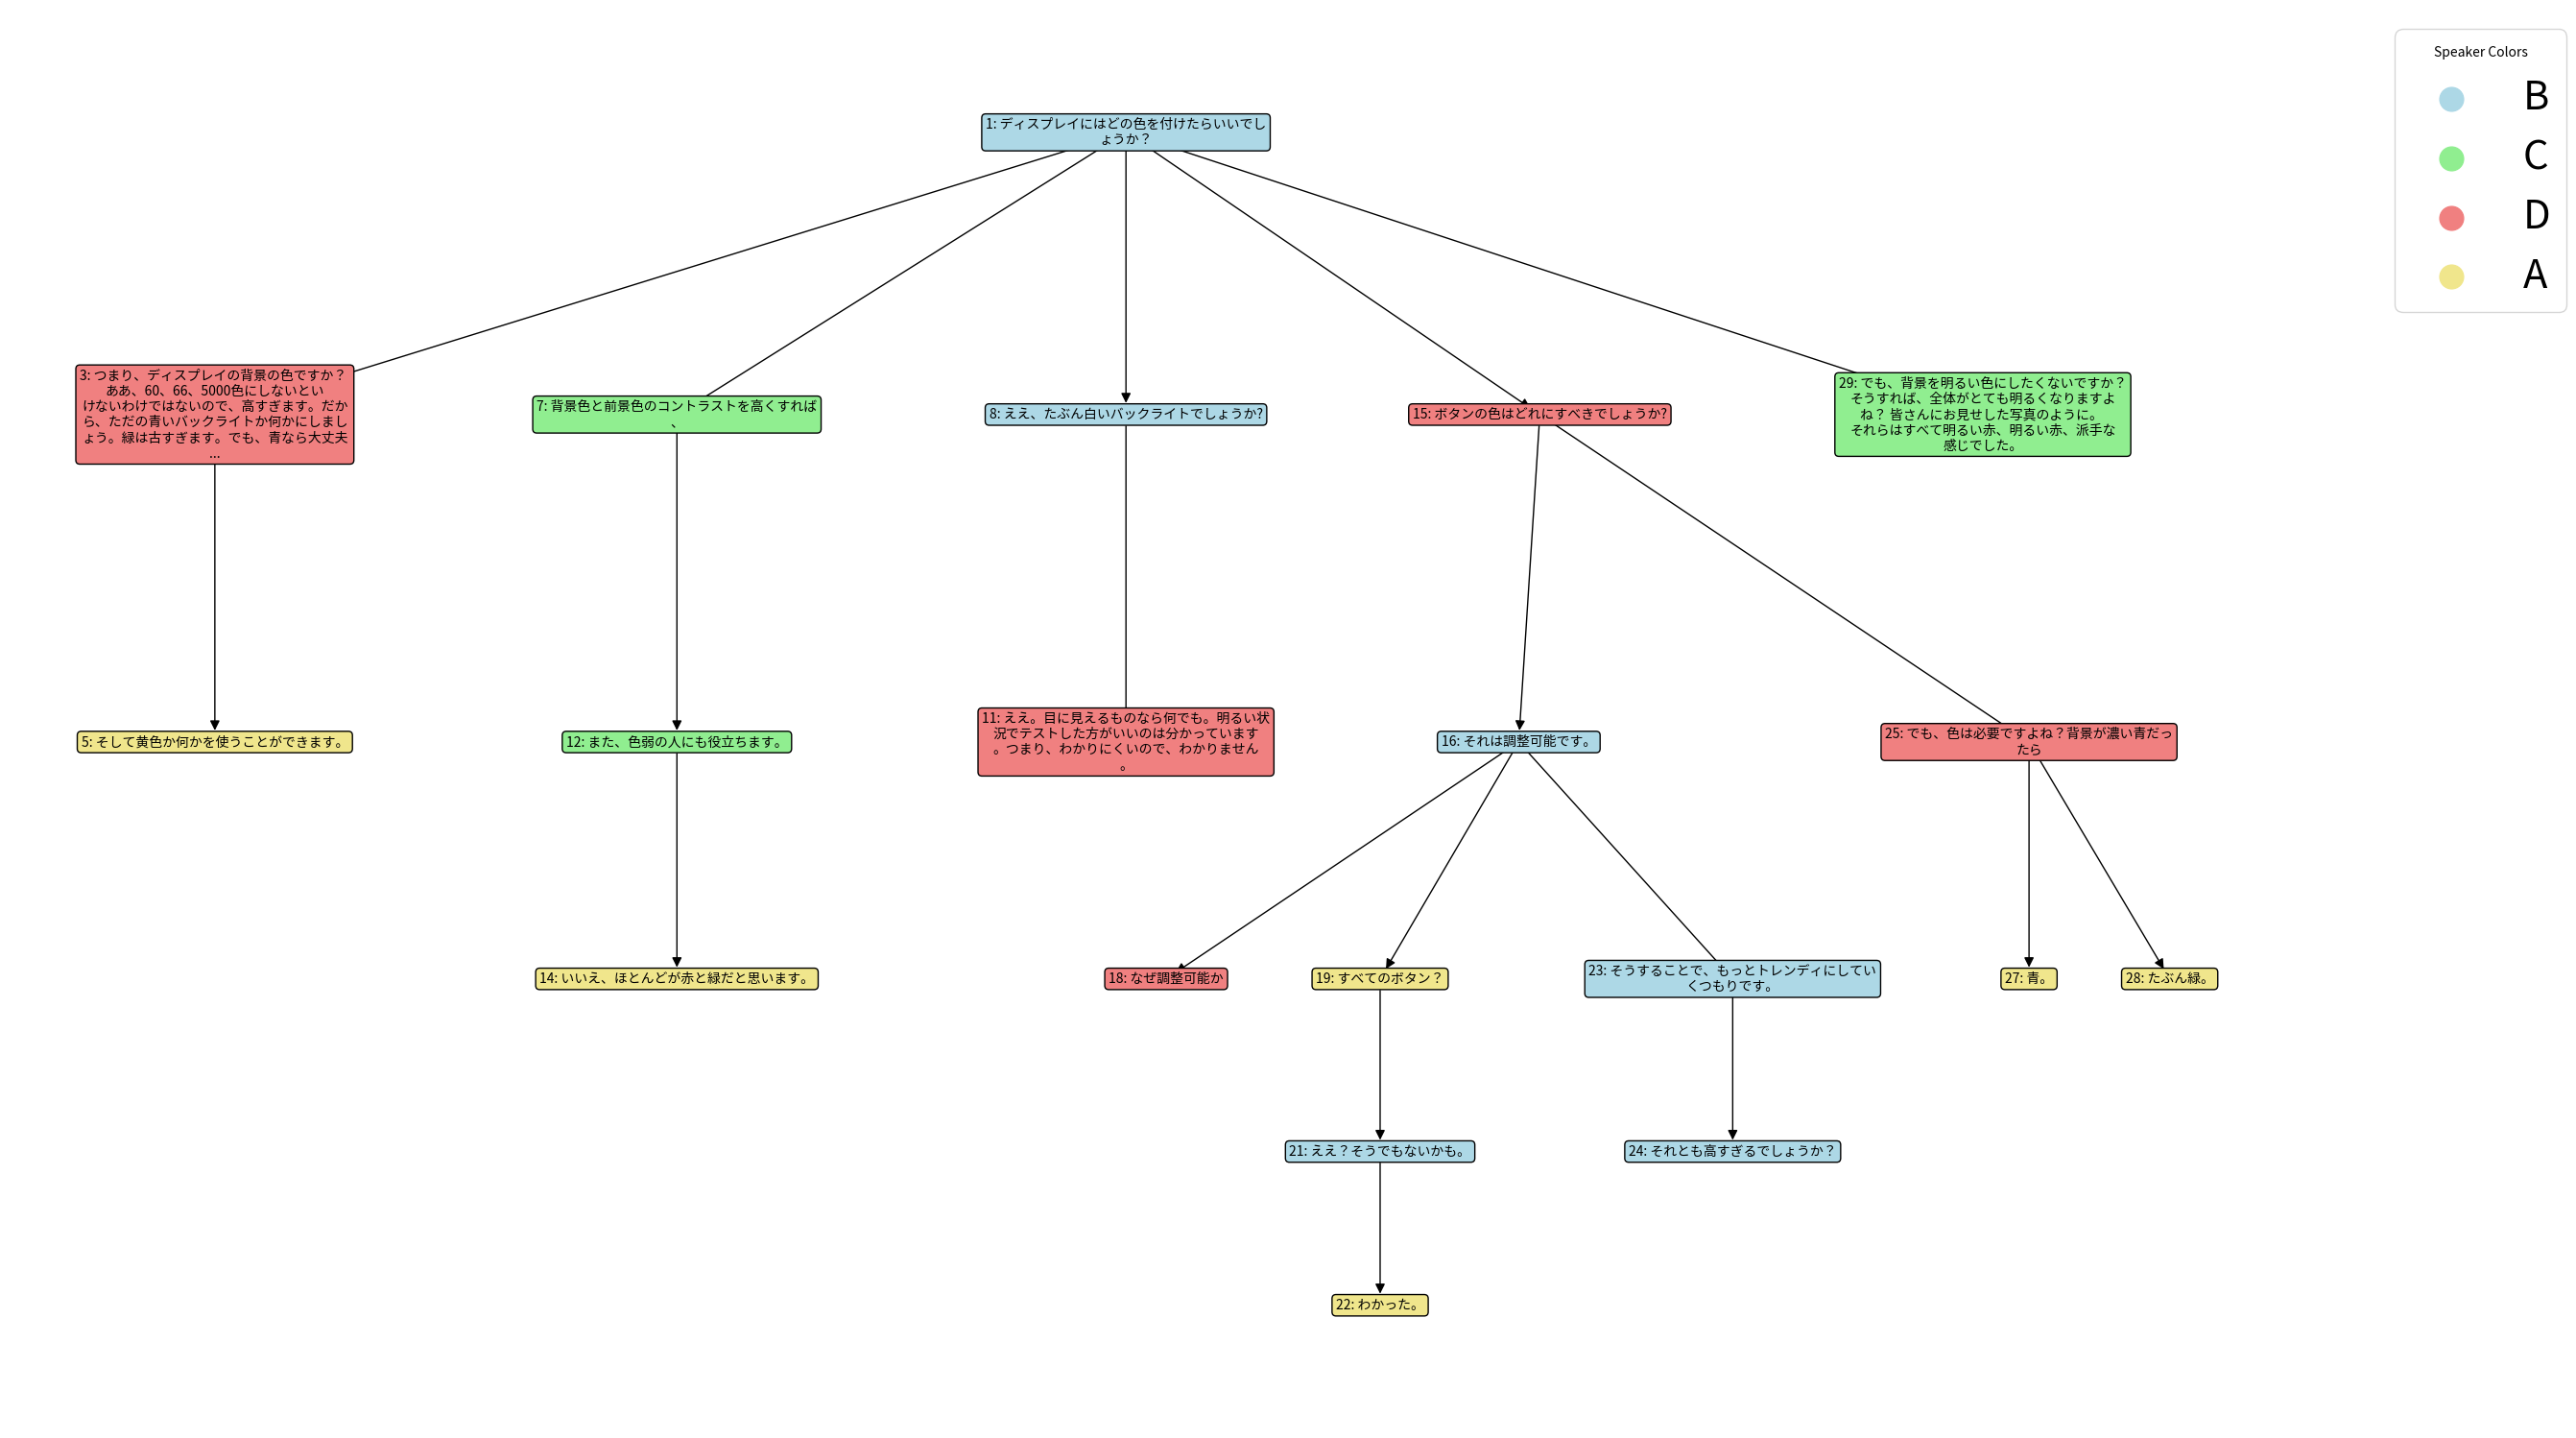 Speaker Colors
B
C
D
A
1: ディスプレイにはどの色を付けたらいいでし
ょうか？
3: つまり、ディスプレイの背景の色ですか？
ああ、60、66、5000色にしないとい
けないわけではないので、高すぎます。だか
ら、ただの青いバックライトか何かにしまし
ょう。緑は古すぎます。でも、青なら大丈夫
...
7: 背景色と前景色のコントラストを高くすれば
、
8: ええ、たぶん白いバックライトでしょうか?
15: ボタンの色はどれにすべきでしょうか?
29: でも、背景を明るい色にしたくないですか？
そうすれば、全体がとても明るくなりますよ
ね？ 皆さんにお見せした写真のように。
それらはすべて明るい赤、明るい赤、派手な
感じでした。
5: そして黄色か何かを使うことができます。
12: また、色弱の人にも役立ちます。
11: ええ。目に見えるものなら何でも。明るい状
況でテストした方がいいのは分かっています
。つまり、わかりにくいので、わかりません
。
16: それは調整可能です。
25: でも、色は必要ですよね？背景が濃い青だっ
たら
14: いいえ、ほとんどが赤と緑だと思います。
18: なぜ調整可能か
19: すべてのボタン？
23: そうすることで、もっとトレンディにしてい
くつもりです。
27: 青。
28: たぶん緑。
21: ええ？そうでもないかも。
24: それとも高すぎるでしょうか？
22: わかった。